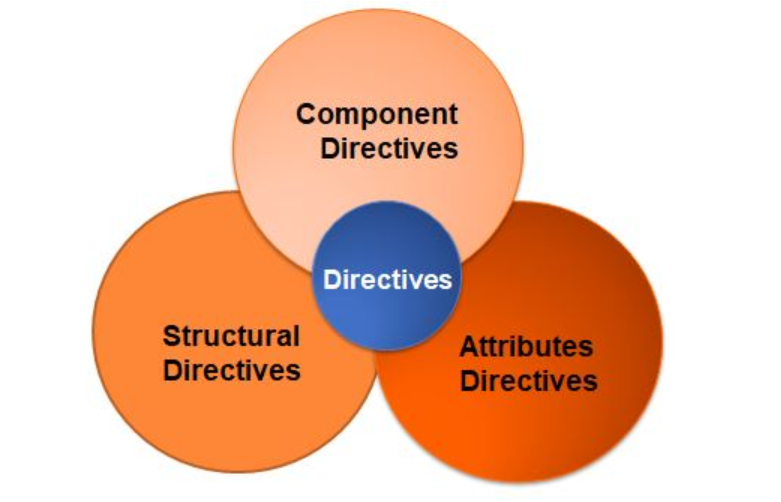 Component
Directives
Directives
Structural
Directives
Attributes
Directives